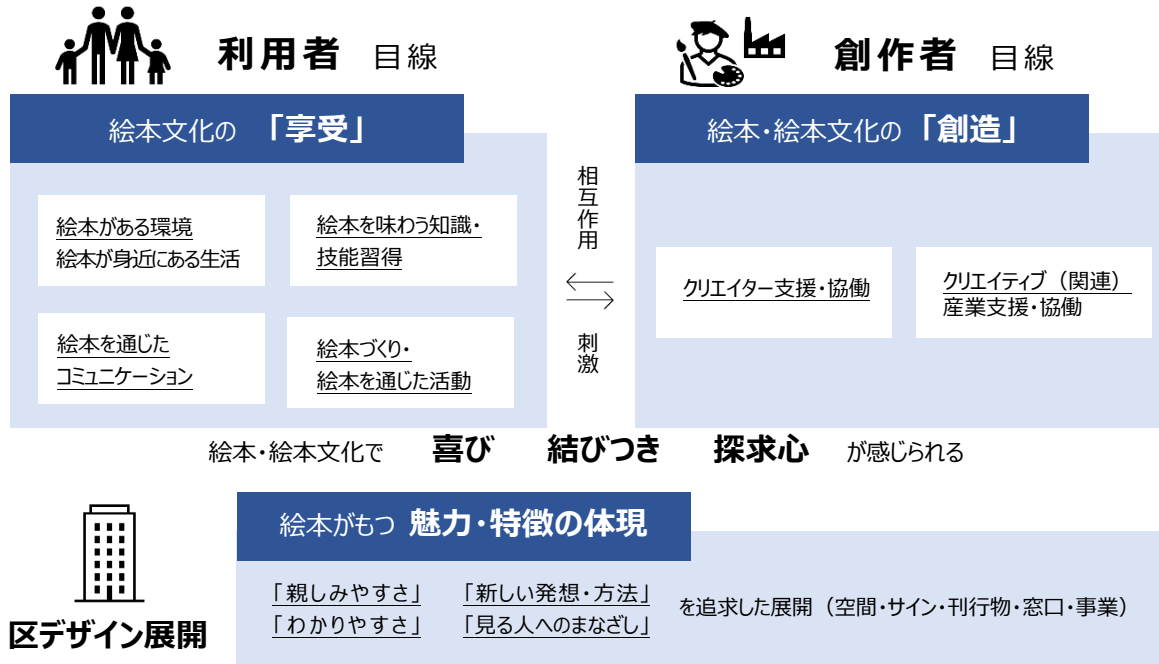 利用者 目線
絵本文化の 「享受」
絵本がある環境
絵本が身近にある生活
絵本を味わう知識・
技能習得
絵本を通じた
コミュニケーション
絵本づくり・
絵本を通じた活動
相互作用
刺激
創作者 目線
絵本・絵本文化の 「創造」
クリエイター支援・協働
クリエイティブ（関連）
産業支援・協働
絵本・絵本文化で 喜び 結びつき 探求心 が感じられる
区デザイン展開
絵本がもつ 魅力・特徴の体現
「親しみやすさ」 「新しい発想・方法」
「わかりやすさ」 「見る人へのまなざし」
を追求した展開（空間・サイン・刊行物・窓口・事業）